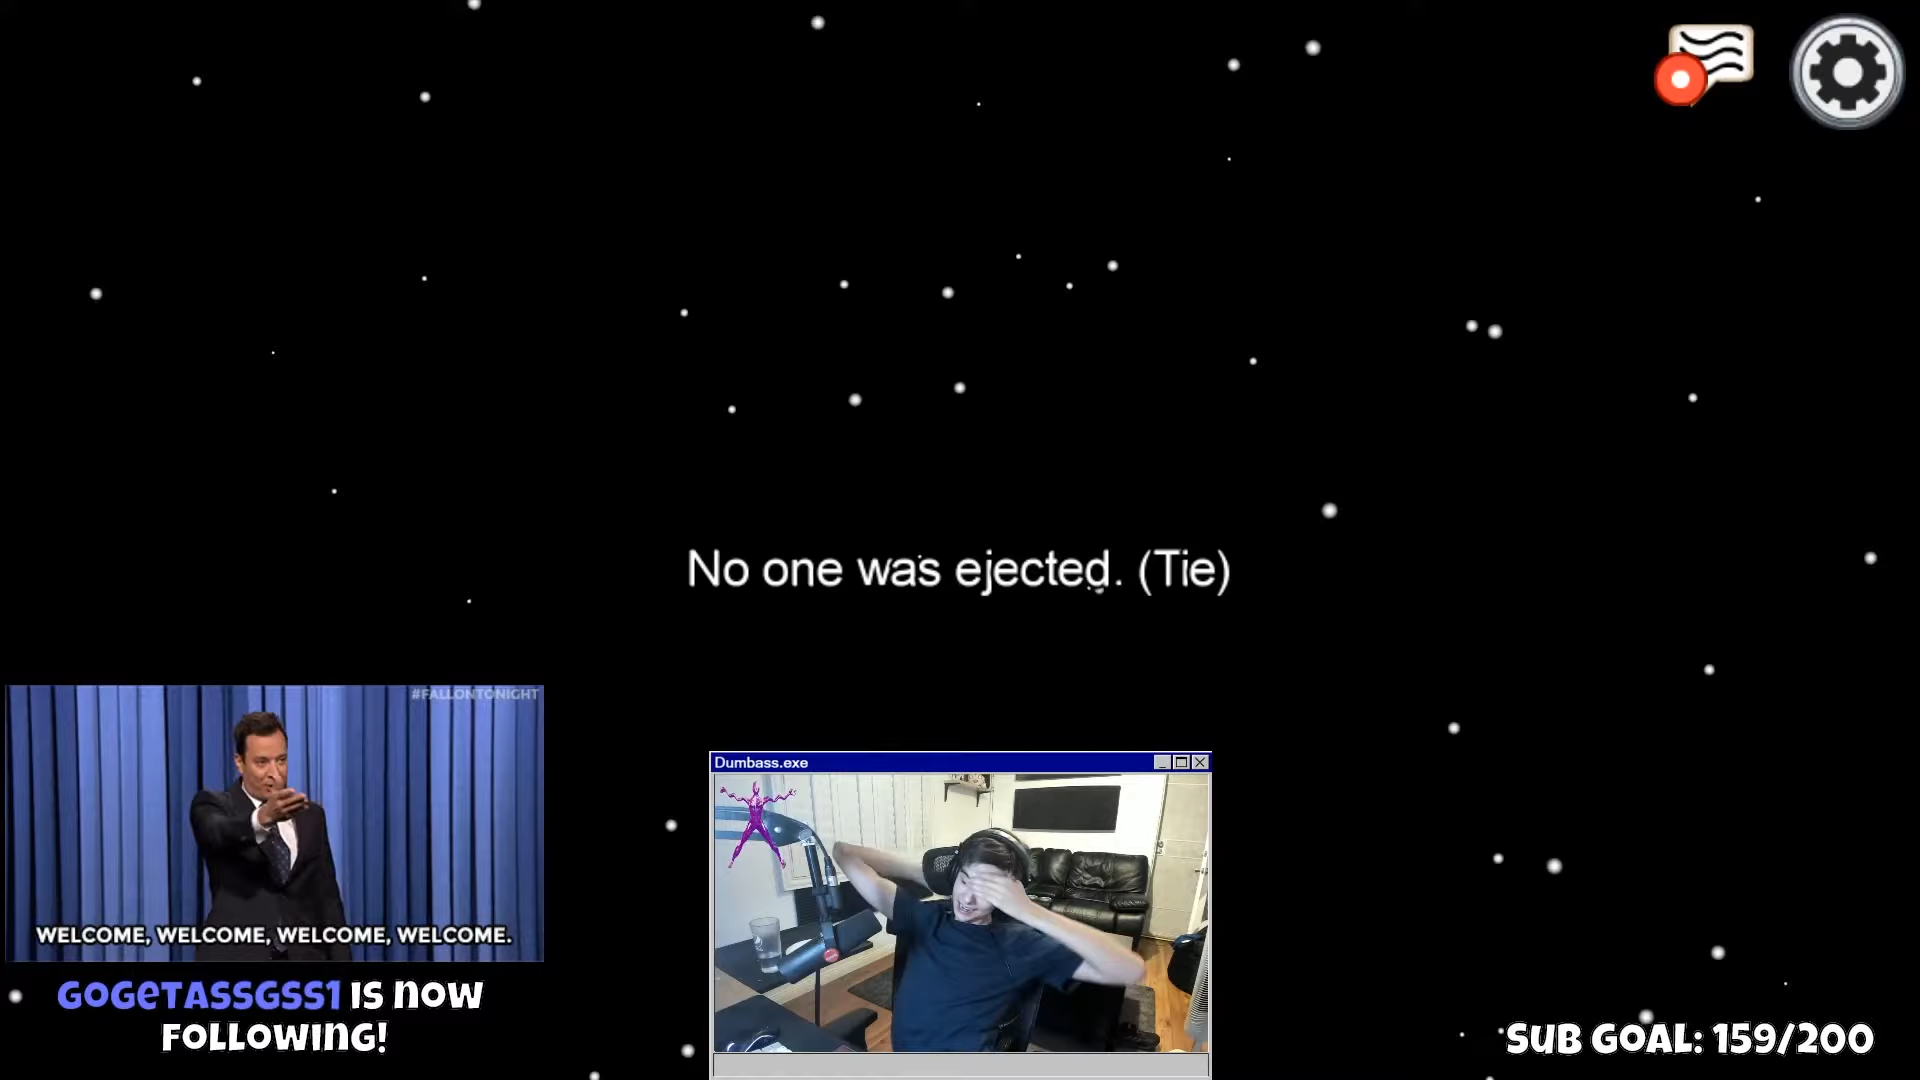 No one was ejected. (Tie)
#FALLONTONIGHT
WELCOME, WELCOME, WELCOME, WELCOME.
GOGETASSGSS1 IS NOW
FOLLOWING!
Dumbass.exe
SUB GOAL: 159/200